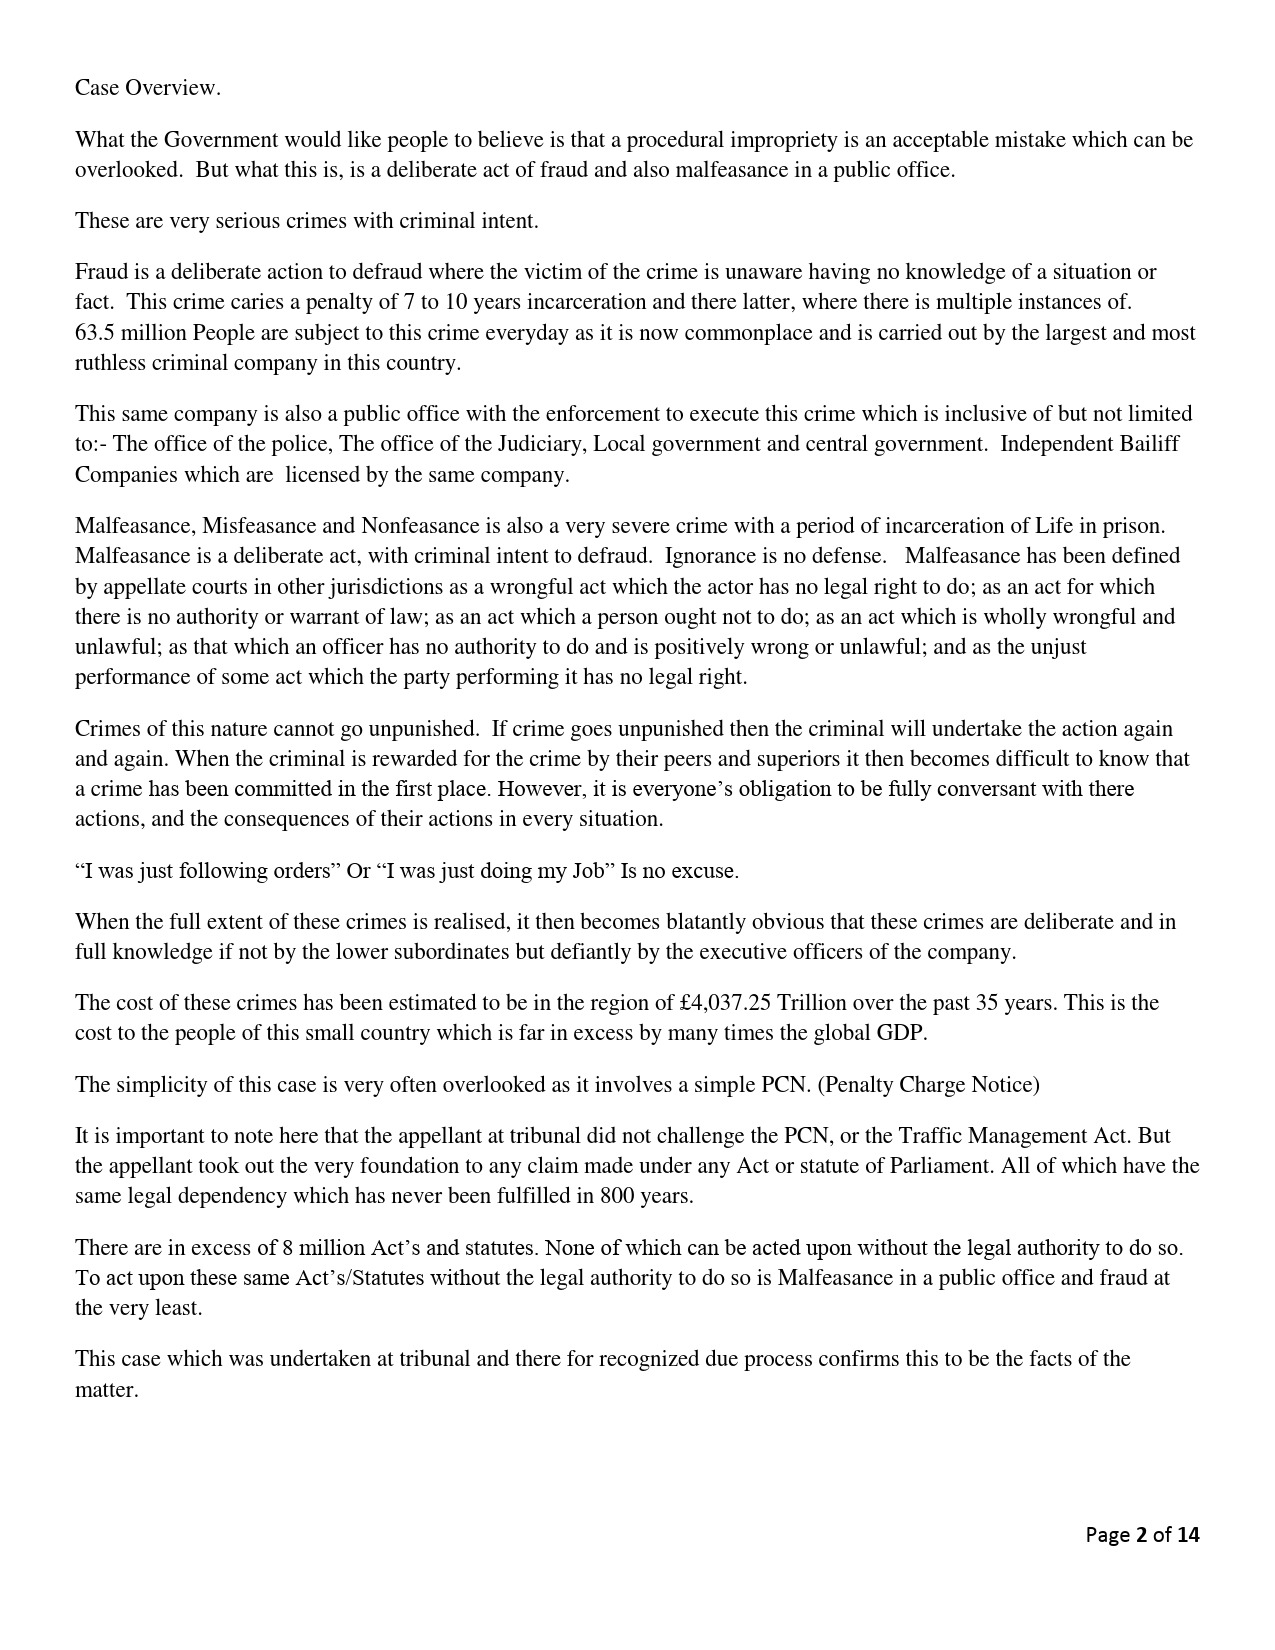 Case Overview.
What the Government would like people to believe is that a procedural impropriety is an acceptable mistake which can be
overlooked.  But what this is, is a deliberate act of fraud and also malfeasance in a public office.
These are very serious crimes with criminal intent.
Fraud is a deliberate action to defraud where the victim of the crime is unaware having no knowledge of a situation or
fact.  This crime caries a penalty of 7 to 10 years incarceration and there latter, where there is multiple instances of.
63.5 million People are subject to this crime everyday as it is now commonplace and is carried out by the largest and most
ruthless criminal company in this country.
This same company is also a public office with the enforcement to execute this crime which is inclusive of but not limited
to:- The office of the police, The office of the Judiciary, Local government and central government.  Independent Bailiff
Companies which are  licensed by the same company.
Malfeasance, Misfeasance and Nonfeasance is also a very severe crime with a period of incarceration of Life in prison.
Malfeasance is a deliberate act, with criminal intent to defraud.  Ignorance is no defense.   Malfeasance has been defined
by appellate courts in other jurisdictions as a wrongful act which the actor has no legal right to do; as an act for which
there is no authority or warrant of law; as an act which a person ought not to do; as an act which is wholly wrongful and
unlawful; as that which an officer has no authority to do and is positively wrong or unlawful; and as the unjust
performance of some act which the party performing it has no legal right.
Crimes of this nature cannot go unpunished.  If crime goes unpunished then the criminal will undertake the action again
and again. When the criminal is rewarded for the crime by their peers and superiors it then becomes difficult to know that
a crime has been committed in the first place. However, it is everyone’s obligation to be fully conversant with there
actions, and the consequences of their actions in every situation.
“I was just following orders” Or “I was just doing my Job” Is no excuse.
When the full extent of these crimes is realised, it then becomes blatantly obvious that these crimes are deliberate and in
full knowledge if not by the lower subordinates but defiantly by the executive officers of the company.
The cost of these crimes has been estimated to be in the region of £4,037.25 Trillion over the past 35 years. This is the
cost to the people of this small country which is far in excess by many times the global GDP.
The simplicity of this case is very often overlooked as it involves a simple PCN. (Penalty Charge Notice)
It is important to note here that the appellant at tribunal did not challenge the PCN, or the Traffic Management Act. But
the appellant took out the very foundation to any claim made under any Act or statute of Parliament. All of which have the
same legal dependency which has never been fulfilled in 800 years.
There are in excess of 8 million Act’s and statutes. None of which can be acted upon without the legal authority to do so.
To act upon these same Act’s/Statutes without the legal authority to do so is Malfeasance in a public office and fraud at
the very least.
This case which was undertaken at tribunal and there for recognized due process confirms this to be the facts of the
matter.
Page 2 of 14